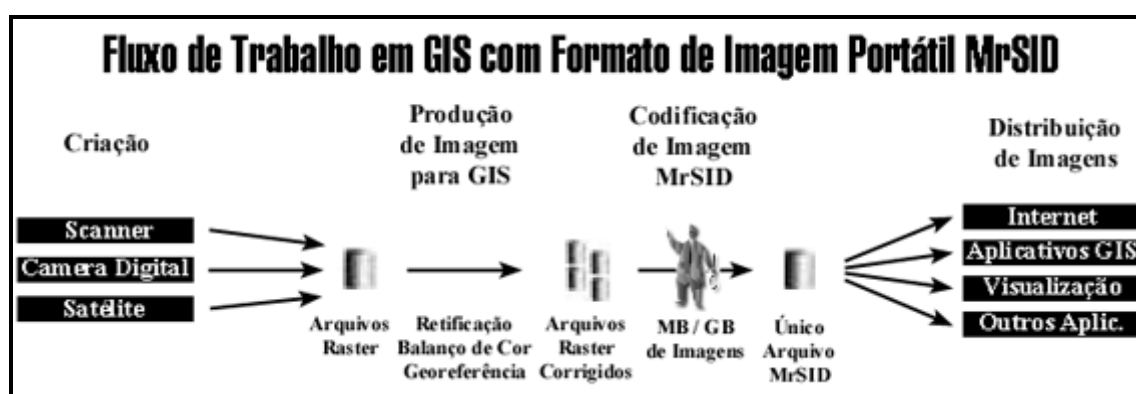 Fluxo de Trabalho em GIS com Formato de Imagem Portátil MrSID
Criação
Produção
de Imagem
para GIS
Codificação
de Imagem
MrSID
Distribuição
de Imagens
Scanner
Camera Digital
Satélite
Arquivos
Raster
Retificação
Balanço de Cor
Georeferência
Arquivos
Raster
Corrigidos
MB / GB
de Imagens
Único
Arquivo
MrSID
Internet
Aplicativos GIS
Visualização
Outros Aplic.